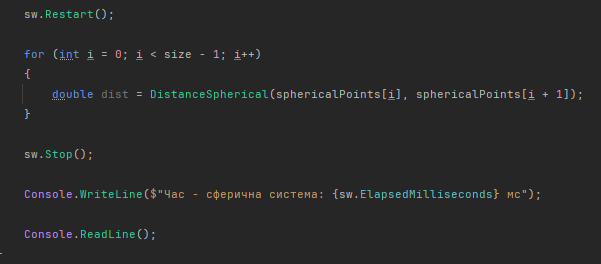 sw.Restart();
for (int i = 0; i < size - 1; i++)
{
double dist = DistanceSpherical(sphericalPoints[i], sphericalPoints[i + 1]);
}
sw.Stop();
Console.WriteLine($"Час - сферична система: {sw.ElapsedMilliseconds} мс");
Console.ReadLine();